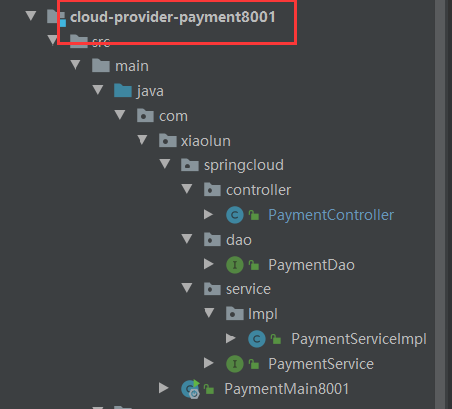 cloud-provider-payment8001
src
main
java
com
xiaolun
springcloud
controller
PaymentController
dao
PaymentDao
service
Impl
PaymentServiceImpl
PaymentService
PaymentMain8001